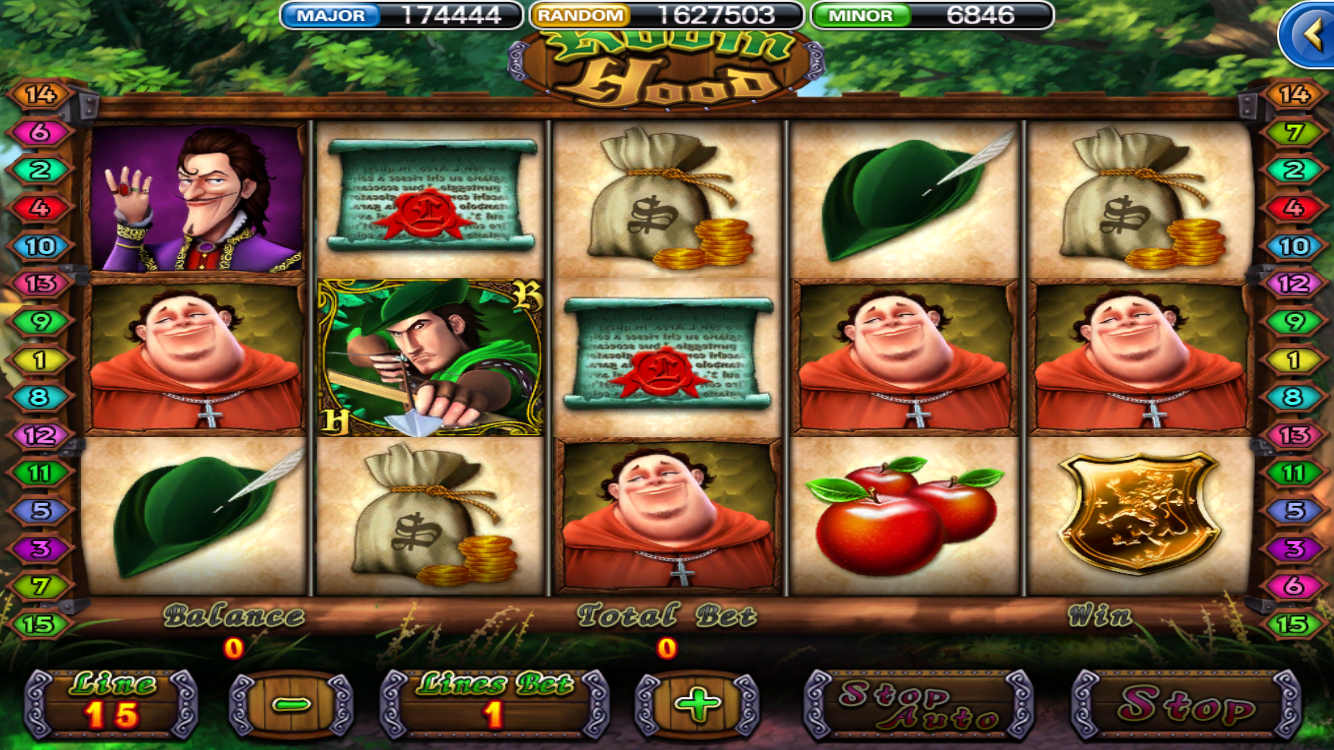 MAJOR 174444 RANDOM 1627503 MINOR 6846
Robin
Hood
14 14
6 7
2 2
4 4
10 10
13 12
9 9
1 1
8 8
12 13
11 11
5 5
3 3
7 6
15 15
R
H
$ $
$
Balance Total Bet Win
0 0
Line Lines Bet Stop Auto Stop
15 1
- +